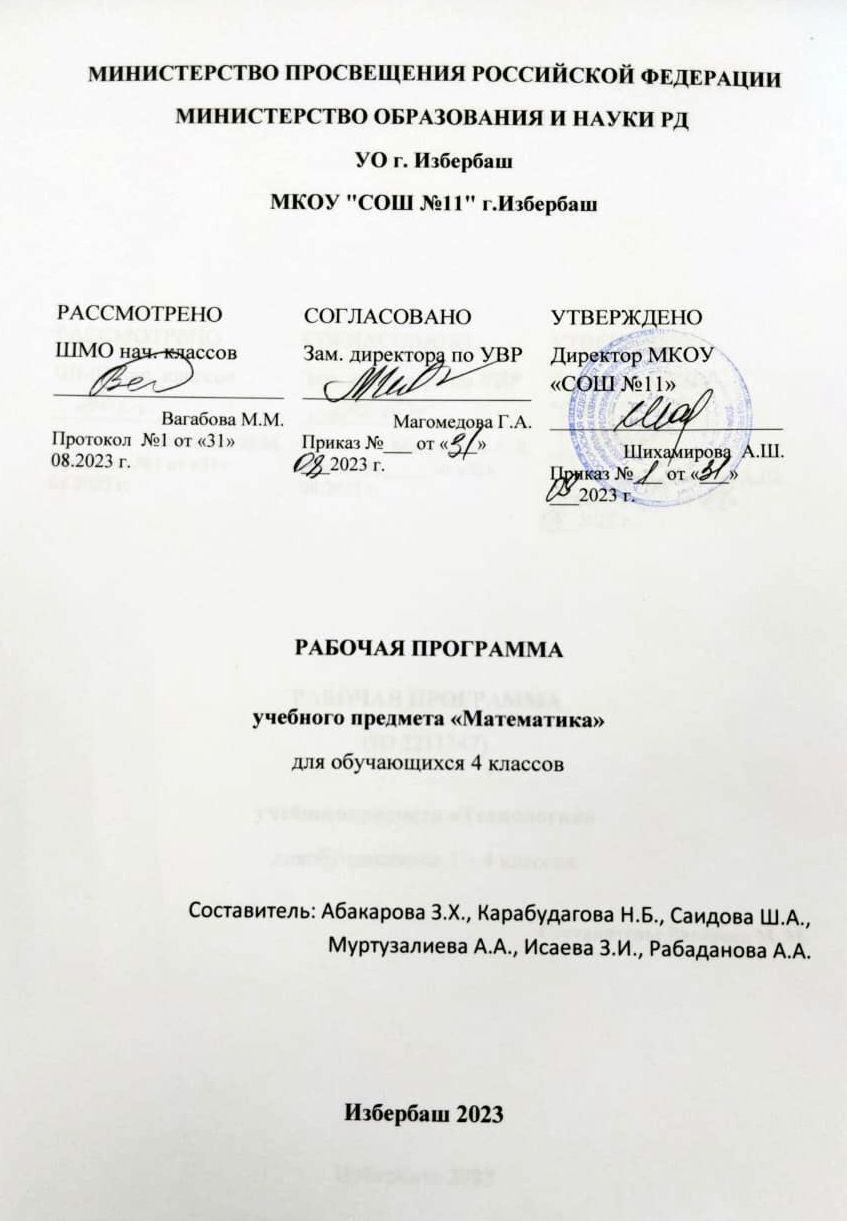 МИНИСТЕРСТВО ПРОСВЕЩЕНИЯ РОССИЙСКОЙ ФЕДЕРАЦИИ
МИНИСТЕРСТВО ОБРАЗОВАНИЯ И НАУКИ РД
УО г. Избербаш
МКОУ "СОШ №11" г.Избербаш
РАССМОТРЕНО
ШМО нач. классов
Вагабова М.М.
Протокол №1 от «31»
08.2023 г.
СОГЛАСОВАНО
Зам. директора по УВР
Магомедова Г.А.
Приказ №___ от «31»
08 2023 г.
УТВЕРЖДЕНО
Директор МКОУ
«СОШ №11»
Шихамирова А.Ш.
Приказ № 1 от «31»
08 2023 г.
РАБОЧАЯ ПРОГРАММА
учебного предмета «Математика»
для обучающихся 4 классов
Составитель: Абакарова З.Х., Карабудагова Н.Б., Саидова Ш.А.,
Муртузалиева А.А., Исаева З.И., Рабаданова А.А.
Избербаш 2023